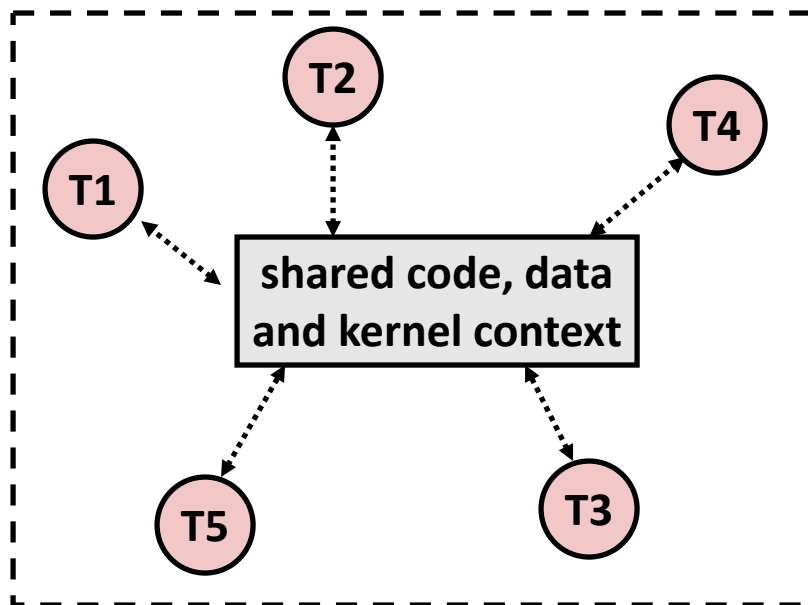 T2
T4
T1
shared code, data
and kernel context
T5
T3